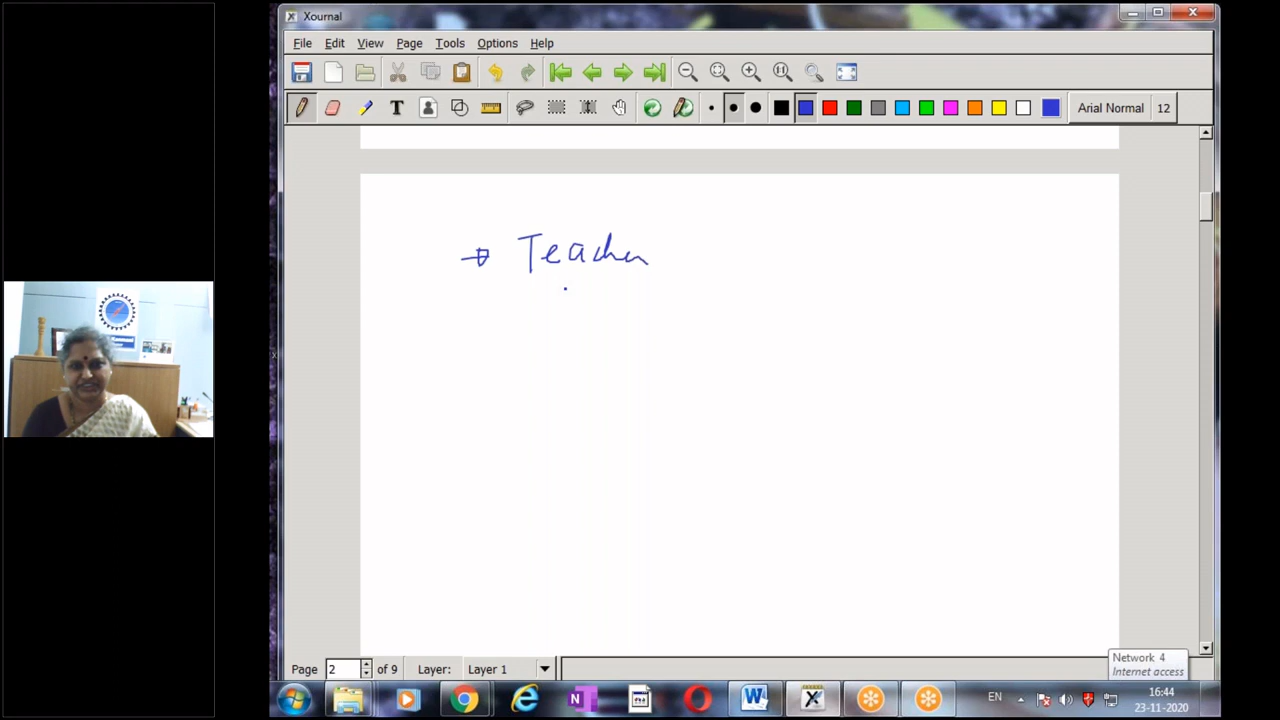 Xournal
File Edit View Page Tools Options Help
Arial Normal 12
Teacher
Page 2 of 9 Layer: Layer 1
Network 4
Internet access
EN 16:44
23-11-2020